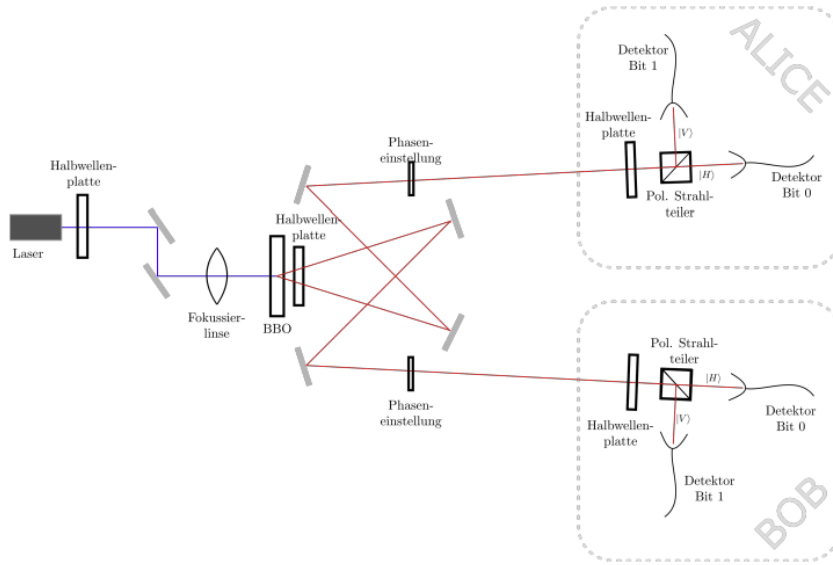 ALICE
Detektor
Bit 1
Halbwellen-
platte
|V⟩
|H⟩
Detektor
Bit 0
Pol. Strahl-
teiler
Phasen-
einstellung
Halbwellen-
platte
Laser
Halbwellen-
platte
Fokussier-
linse
BBO
Phasen-
einstellung
Pol. Strahl-
teiler
|H⟩
|V⟩
Halbwellen-
platte
Detektor
Bit 0
Detektor
Bit 1
BOB